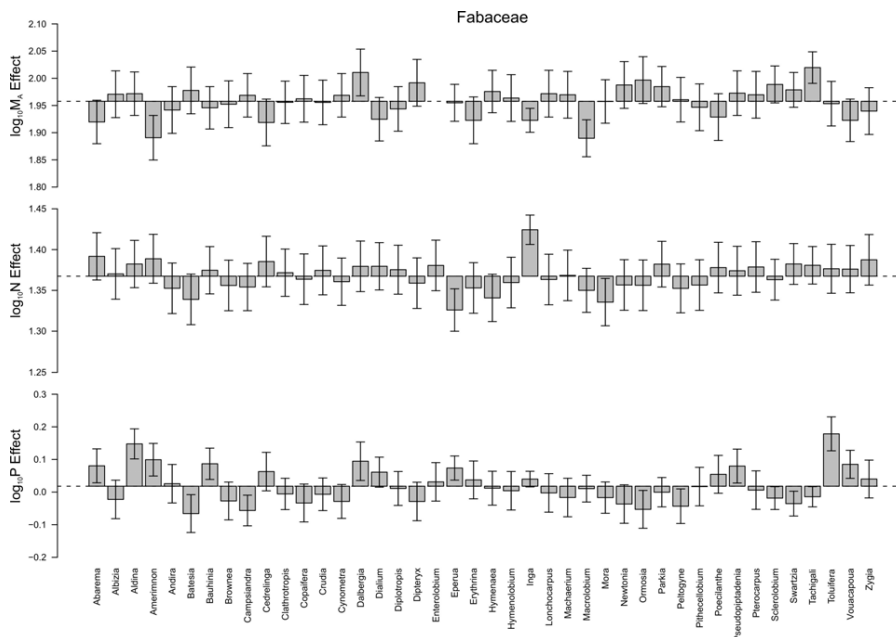 Fabaceae
2.10
2.05
2.00
1.95
1.90
1.85
1.80
log₁₀Mₐ Effect
1.45
1.40
1.35
1.30
1.25
log₁₀N Effect
0.3
0.2
0.1
0.0
−0.1
−0.2
log₁₀P Effect
Abarema
Albizia
Aldina
Amerimnon
Andira
Batesia
Bauhinia
Brownea
Campsiandra
Cedrelinga
Clathrotropis
Copaifera
Crudia
Cynometra
Dalbergia
Dialium
Diplotropis
Dipteryx
Enterolobium
Eperua
Erythrina
Hymenaea
Hymenolobium
Inga
Lonchocarpus
Machaerium
Macrolobium
Mora
Newtonia
Ormosia
Parkia
Peltogyne
Pithecellobium
Poecilanthe
Pseudopiptadenia
Pterocarpus
Sclerolobium
Swartzia
Tachigali
Toluifera
Vouacapoua
Zygia